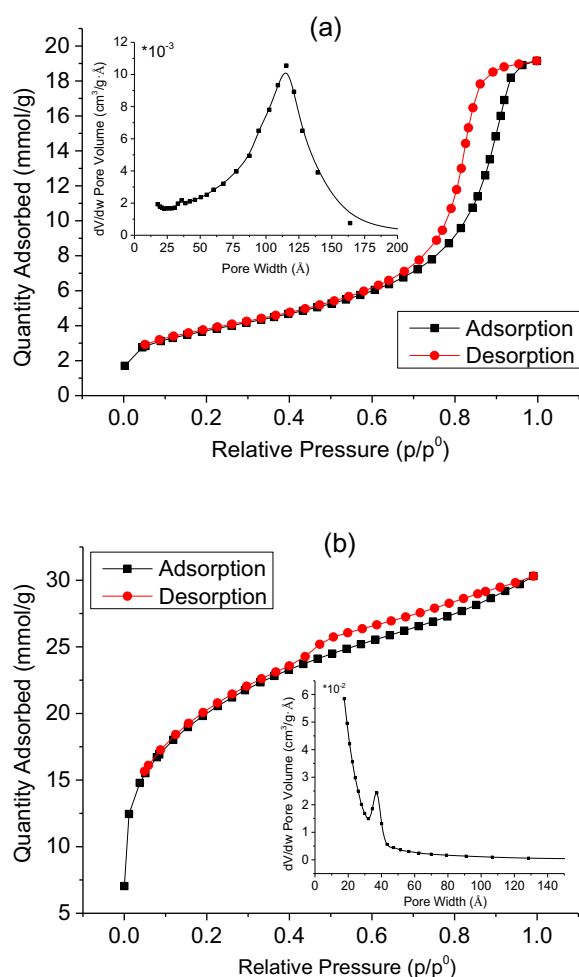 (a)
Quantity Adsorbed (mmol/g)
20
18
16
14
12
10
8
6
4
2
0
0.0 0.2 0.4 0.6 0.8 1.0
Relative Pressure (p/p⁰)
Adsorption
Desorption
*10⁻³
dV/dw Pore Volume (cm³/g·Å)
12
10
8
6
4
2
0
0 25 50 75 100 125 150 175 200
Pore Width (Å)
(b)
Adsorption
Desorption
Quantity Adsorbed (mmol/g)
30
25
20
15
10
5
0.0 0.2 0.4 0.6 0.8 1.0
Relative Pressure (p/p⁰)
*10⁻²
dV/dw Pore Volume (cm³/g·Å)
6
5
4
3
2
1
0
0 20 40 60 80 100 120 140
Pore Width (Å)